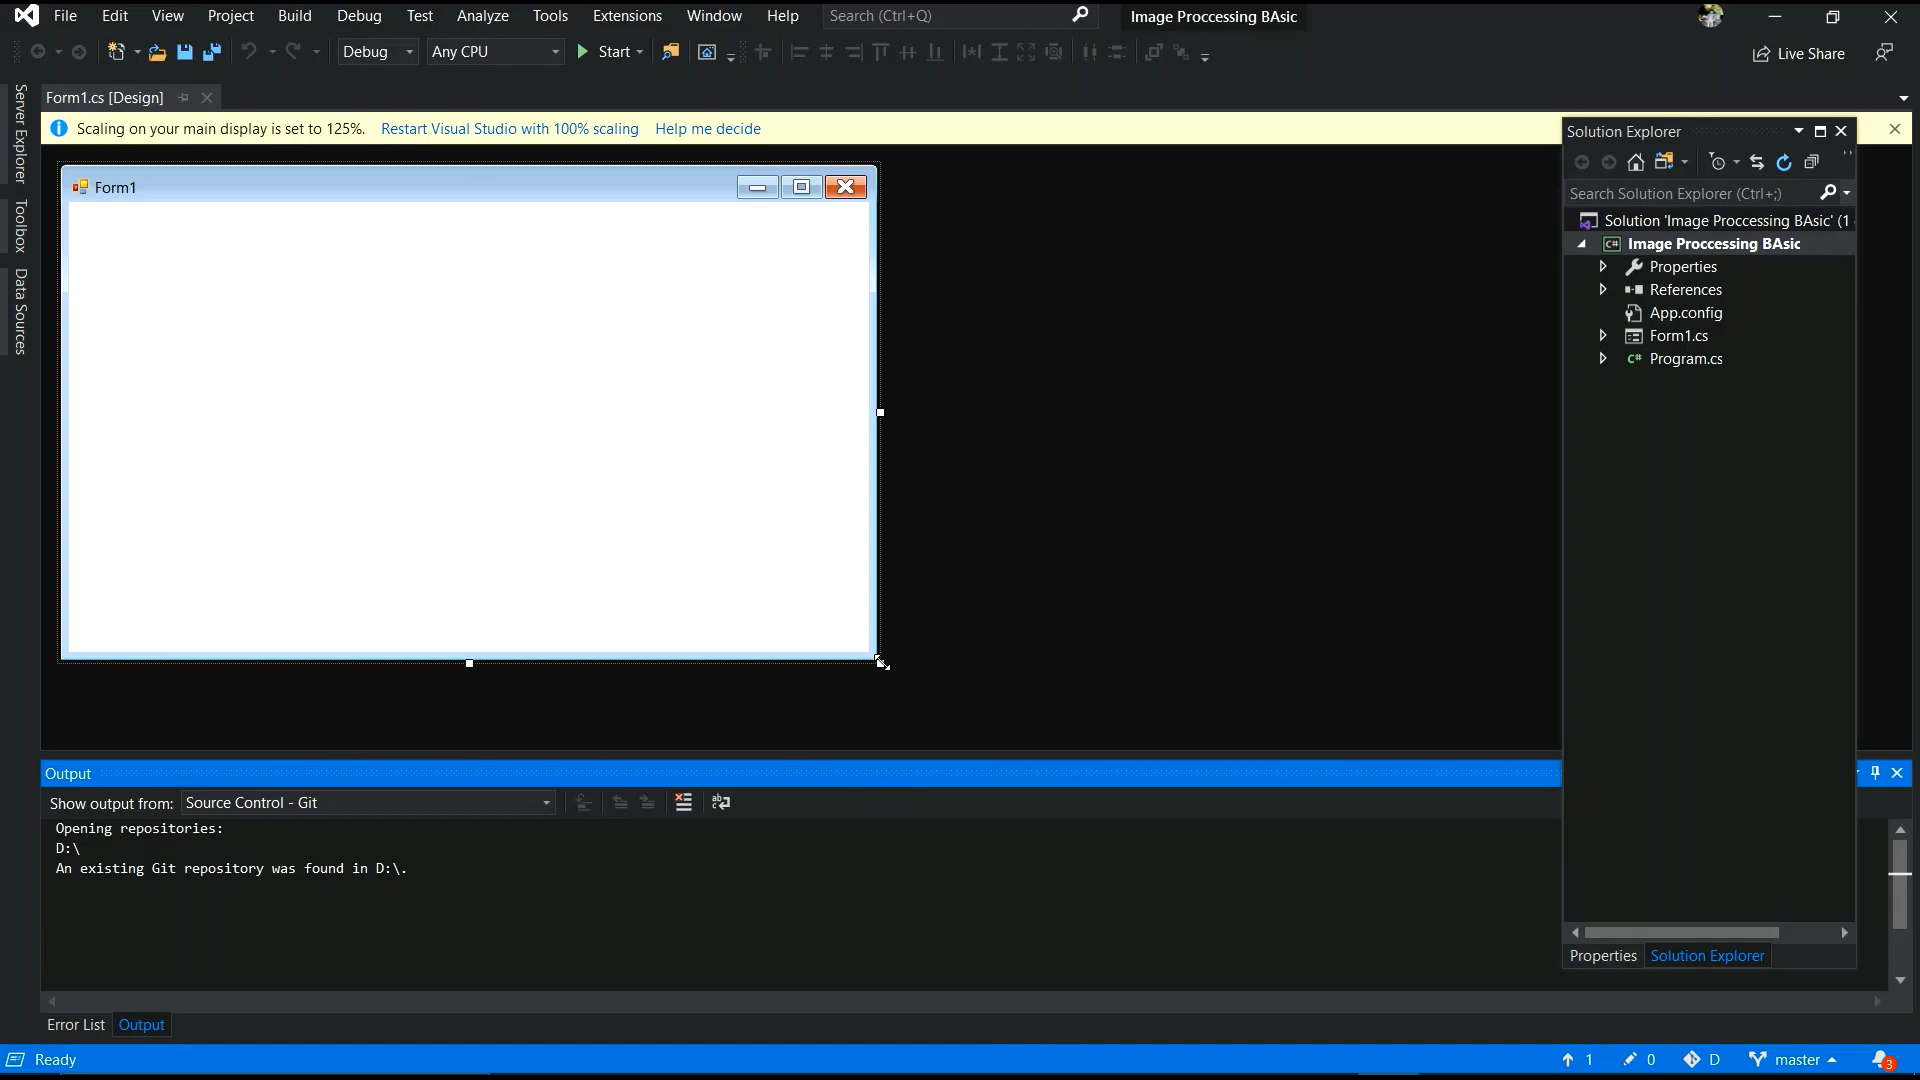 File Edit View Project Build Debug Test Analyze Tools Extensions Window Help Search (Ctrl+Q) Image Proccessing BAsic
Debug Any CPU Start Live Share
Server Explorer
Toolbox
Data Sources
Form1.cs [Design]
Scaling on your main display is set to 125%. Restart Visual Studio with 100% scaling Help me decide
Form1
Solution Explorer
Search Solution Explorer (Ctrl+;)
Solution 'Image Proccessing BAsic' (1
C# Image Proccessing BAsic
Properties
References
App.config
Form1.cs
C# Program.cs
Properties Solution Explorer
Output
Show output from: Source Control - Git
Opening repositories:
D:\
An existing Git repository was found in D:\.
Error List Output
Ready 1 0 D master 3